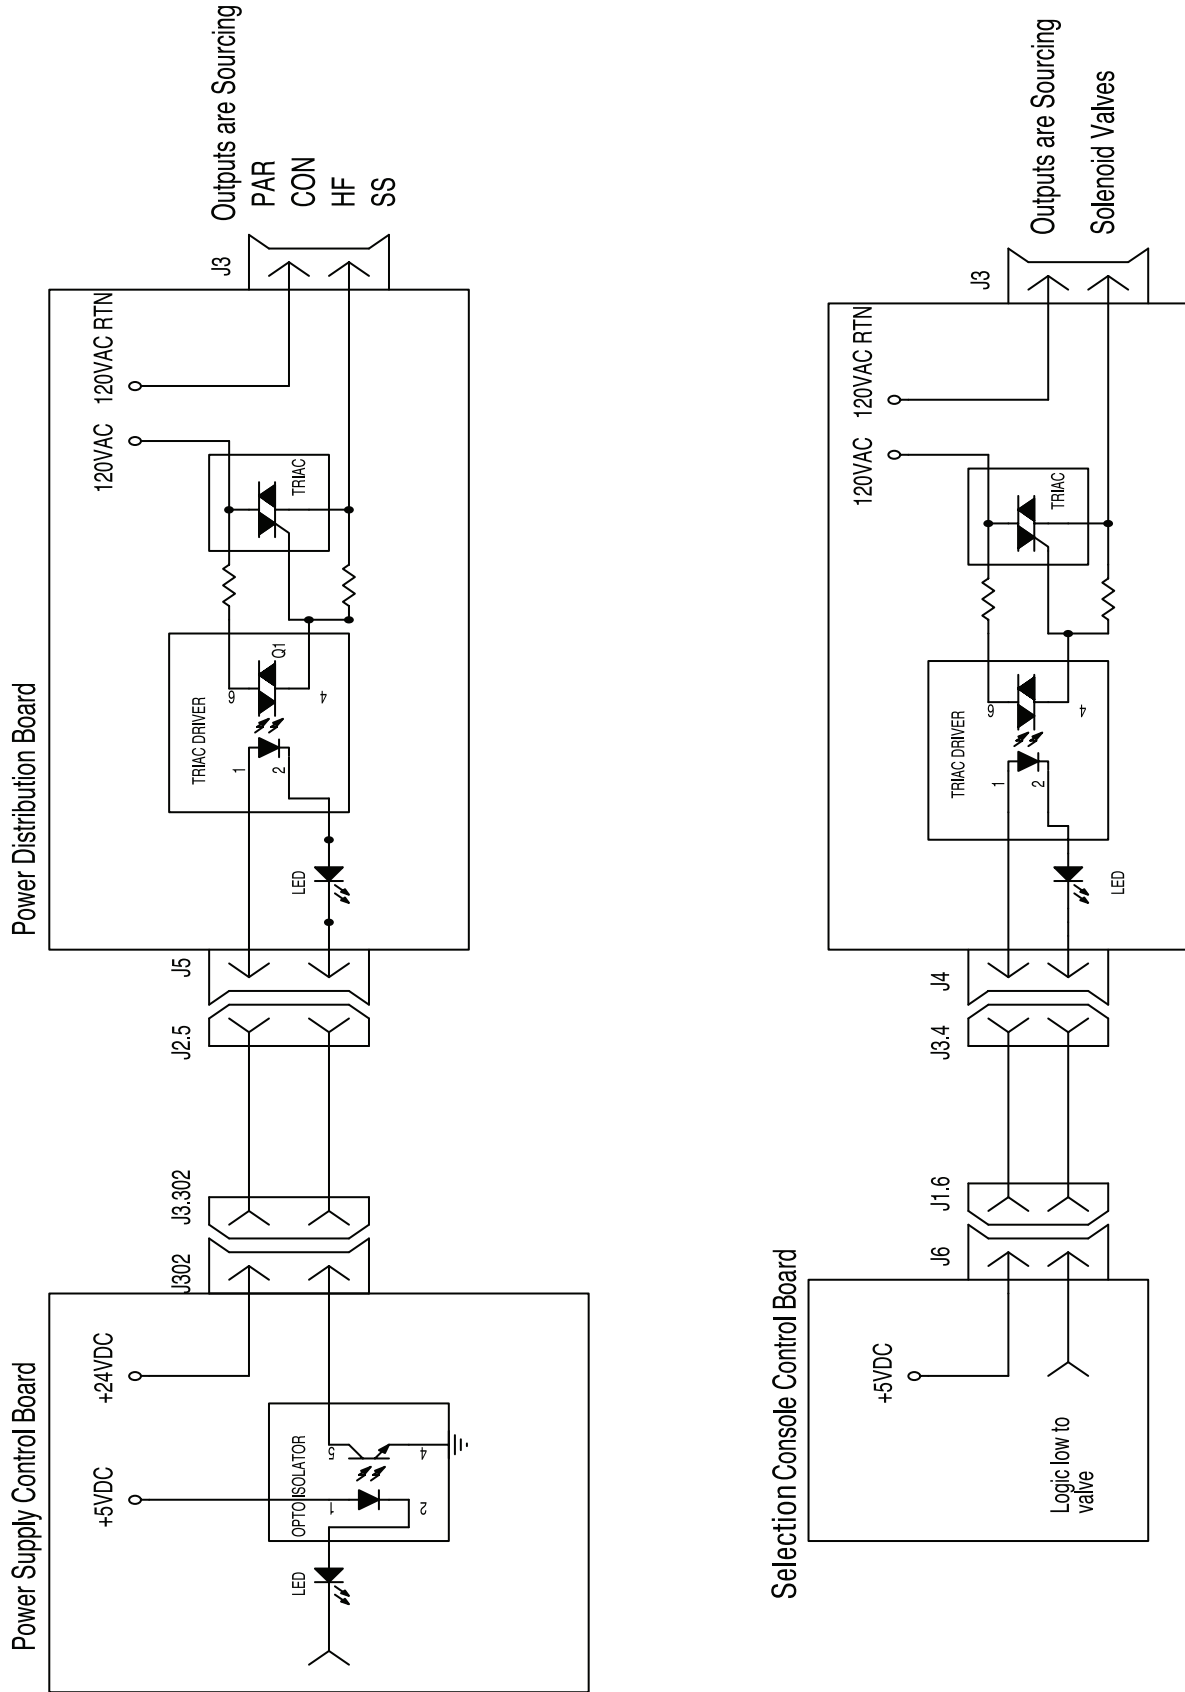 Power Supply Control Board
+5VDC
+24VDC
LED
OPTO ISOLATOR
1
2
5
4
J302
J3.302
J2.5
J5
Power Distribution Board
LED
TRIAC DRIVER
1
2
6
4
Q1
TRIAC
120VAC
120VAC RTN
J3
Outputs are Sourcing
PAR
CON
HF
SS
Selection Console Control Board
+5VDC
Logic low to
valve
J6
J1.6
J3.4
J4
LED
TRIAC DRIVER
1
2
6
4
TRIAC
120VAC
120VAC RTN
J3
Outputs are Sourcing
Solenoid Valves